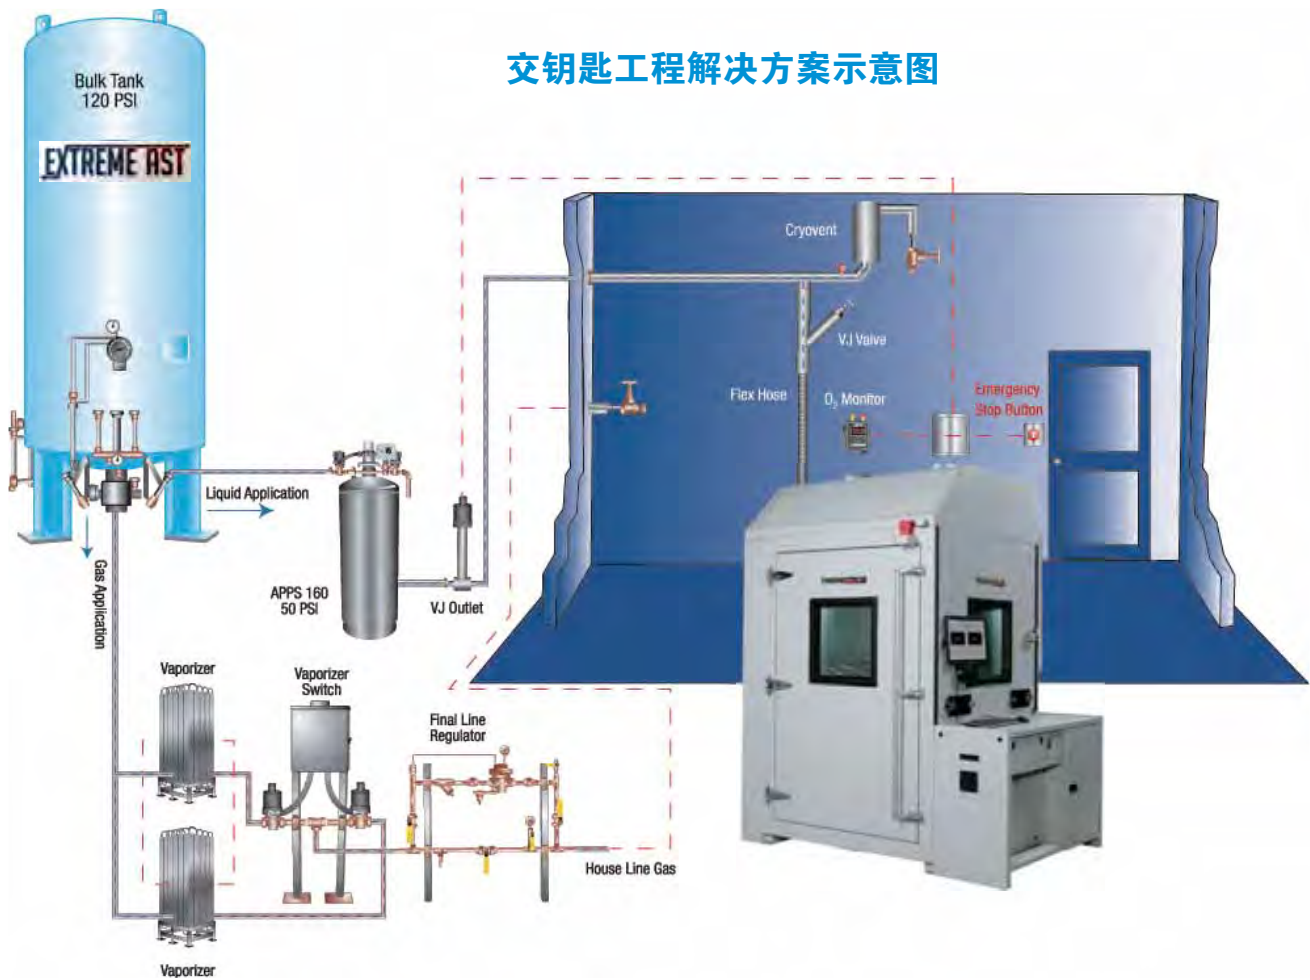 交钥匙工程解决方案示意图
Bulk Tank
120 PSI
EXTREME AST
Cryovent
VJ Valve
Flex Hose
O₂ Monitor
Emergency
Stop Button
Liquid Application
Gas Application
APPS 160
50 PSI
VJ Outlet
Vaporizer
Vaporizer
Switch
Final Line
Regulator
House Line Gas
Vaporizer